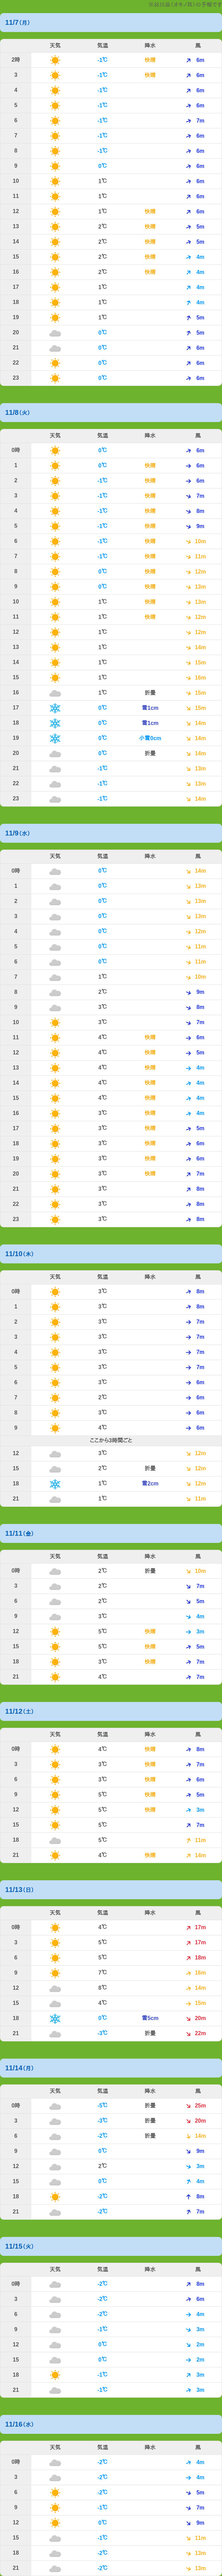 11/7(月)
天気 気温 降水 風
2時 -1℃ 快晴 6m
3 -1℃ 快晴 6m
4 -1℃ 6m
5 -1℃ 6m
6 -1℃ 7m
7 -1℃ 6m
8 -1℃ 6m
9 0℃ 6m
10 1℃ 6m
11 1℃ 6m
12 1℃ 快晴 6m
13 2℃ 快晴 5m
14 2℃ 快晴 5m
15 2℃ 快晴 4m
16 2℃ 快晴 4m
17 1℃ 4m
18 1℃ 4m
19 1℃ 5m
20 0℃ 5m
21 0℃ 6m
22 0℃ 6m
23 0℃ 6m
11/8(火)
天気 気温 降水 風
0時 0℃ 6m
1 0℃ 快晴 6m
2 -1℃ 快晴 6m
3 -1℃ 快晴 7m
4 -1℃ 快晴 8m
5 -1℃ 快晴 9m
6 -1℃ 快晴 10m
7 -1℃ 快晴 11m
8 0℃ 快晴 12m
9 0℃ 快晴 13m
10 1℃ 快晴 13m
11 1℃ 快晴 12m
12 1℃ 12m
13 1℃ 14m
14 1℃ 15m
15 1℃ 16m
16 1℃ 折曇 15m
17 0℃ 雪1cm 15m
18 0℃ 雪1cm 14m
19 0℃ 小雪0cm 14m
20 0℃ 折曇 14m
21 -1℃ 13m
22 -1℃ 13m
23 -1℃ 14m
11/9(水)
天気 気温 降水 風
0時 0℃ 14m
1 0℃ 13m
2 0℃ 13m
3 0℃ 13m
4 0℃ 12m
5 0℃ 11m
6 0℃ 11m
7 1℃ 10m
8 2℃ 9m
9 3℃ 8m
10 3℃ 7m
11 4℃ 快晴 6m
12 4℃ 快晴 5m
13 4℃ 快晴 4m
14 4℃ 快晴 4m
15 4℃ 快晴 4m
16 3℃ 快晴 4m
17 3℃ 快晴 5m
18 3℃ 快晴 6m
19 3℃ 快晴 6m
20 3℃ 快晴 7m
21 3℃ 8m
22 3℃ 8m
23 3℃ 8m
11/10(木)
天気 気温 降水 風
0時 3℃ 8m
1 3℃ 8m
2 3℃ 7m
3 3℃ 7m
4 3℃ 7m
5 3℃ 7m
6 3℃ 6m
7 2℃ 6m
8 3℃ 6m
9 4℃ 6m
ここから3時間ごと
12 3℃ 12m
15 2℃ 折曇 12m
18 1℃ 雪2cm 12m
21 1℃ 11m
11/11(金)
天気 気温 降水 風
0時 2℃ 折曇 10m
3 2℃ 7m
6 2℃ 5m
9 3℃ 4m
12 5℃ 快晴 3m
15 5℃ 快晴 5m
18 3℃ 快晴 7m
21 4℃ 7m
11/12(土)
天気 気温 降水 風
0時 4℃ 快晴 8m
3 3℃ 快晴 7m
6 3℃ 快晴 6m
9 5℃ 快晴 5m
12 5℃ 快晴 3m
15 5℃ 7m
18 5℃ 11m
21 4℃ 快晴 14m
11/13(日)
天気 気温 降水 風
0時 4℃ 17m
3 5℃ 17m
6 5℃ 18m
9 7℃ 16m
12 8℃ 14m
15 4℃ 15m
18 0℃ 雪5cm 20m
21 -3℃ 折曇 22m
11/14(月)
天気 気温 降水 風
0時 -5℃ 折曇 25m
3 -3℃ 折曇 20m
6 -2℃ 折曇 14m
9 0℃ 9m
12 2℃ 3m
15 0℃ 4m
18 -2℃ 8m
21 -2℃ 7m
11/15(火)
天気 気温 降水 風
0時 -2℃ 8m
3 -2℃ 6m
6 -2℃ 4m
9 -1℃ 3m
12 0℃ 2m
15 0℃ 2m
18 -1℃ 3m
21 -1℃ 3m
11/16(水)
天気 気温 降水 風
0時 -2℃ 4m
3 -2℃ 4m
6 -2℃ 5m
9 -1℃ 7m
12 0℃ 9m
15 -1℃ 11m
18 -2℃ 13m
21 -2℃ 13m